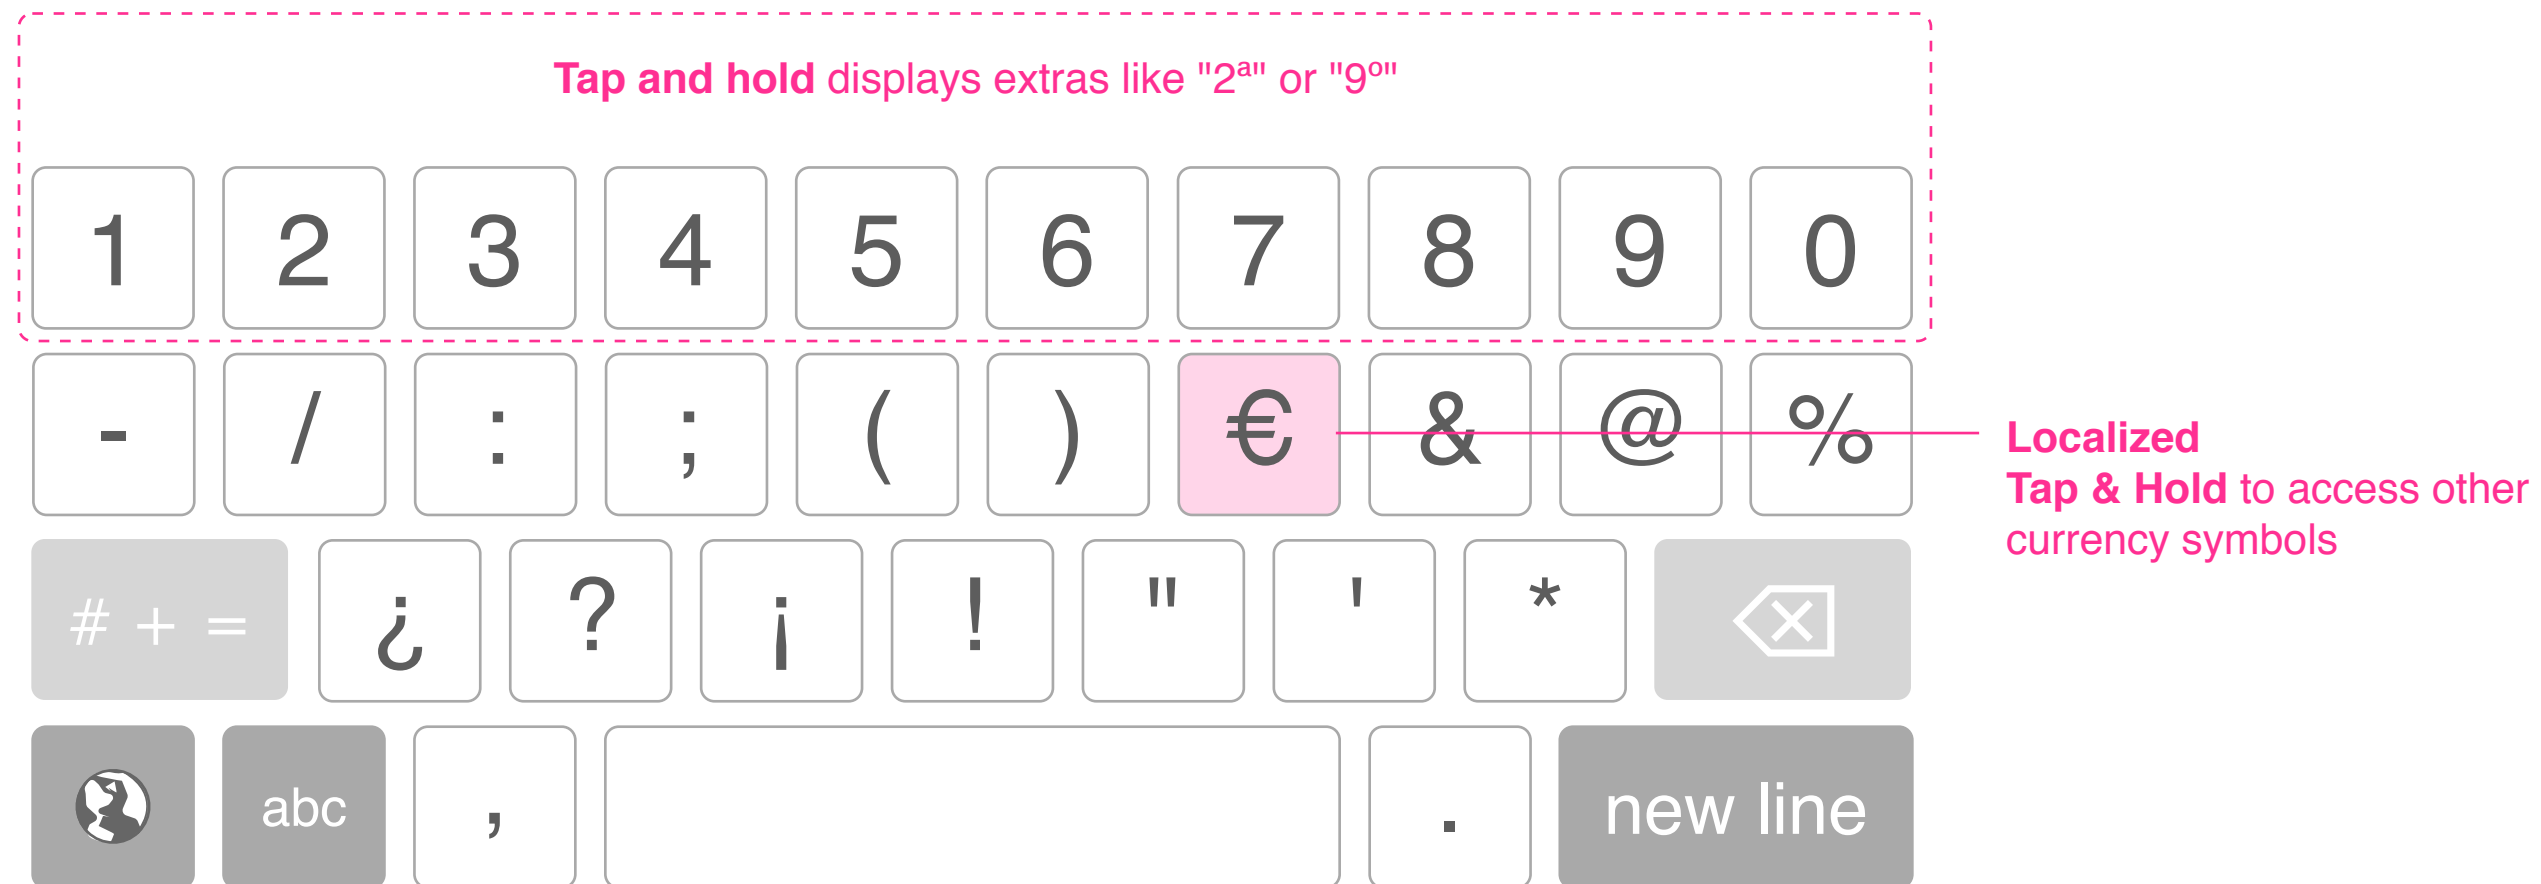 Tap and hold displays extras like "2ª" or "9º"
1 2 3 4 5 6 7 8 9 0
- / : ; ( ) € & @ %
Localized
Tap & Hold to access other
currency symbols
# + = ¿ ? ¡ ! " ' *
abc , . new line